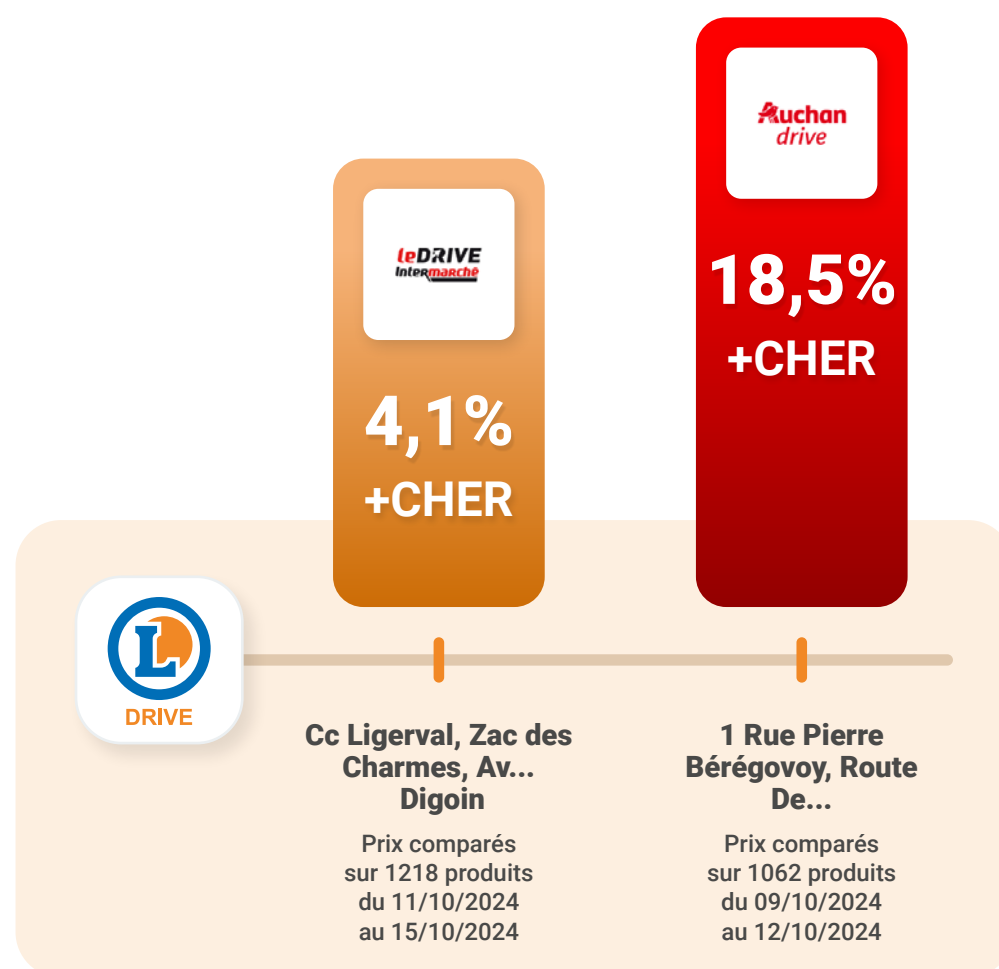 Auchan
drive
leDRIVE
Intermarché
18,5%
+CHER
4,1%
+CHER
L
DRIVE
Cc Ligerval, Zac des
Charmes, Av...
Digoin
Prix comparés
sur 1218 produits
du 11/10/2024
au 15/10/2024
1 Rue Pierre
Bérégovoy, Route
De...
Prix comparés
sur 1062 produits
du 09/10/2024
au 12/10/2024